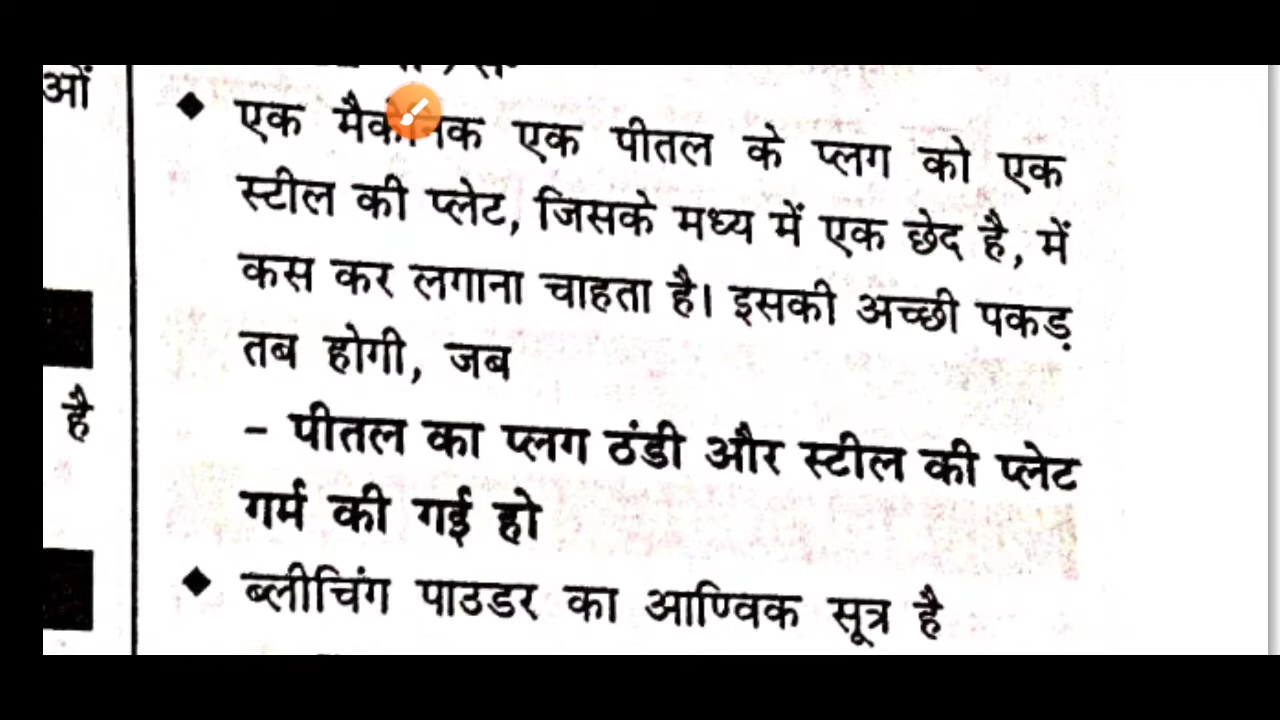 ओं
◆ एक मैकेनिक एक पीतल के प्लग को एक
स्टील की प्लेट, जिसके मध्य में एक छेद है, में
कस कर लगाना चाहता है। इसकी अच्छी पकड़
तब होगी, जब
है
– पीतल का प्लग ठंडी और स्टील की प्लेट
गर्म की गई हो
◆ ब्लीचिंग पाउडर का आण्विक सूत्र है